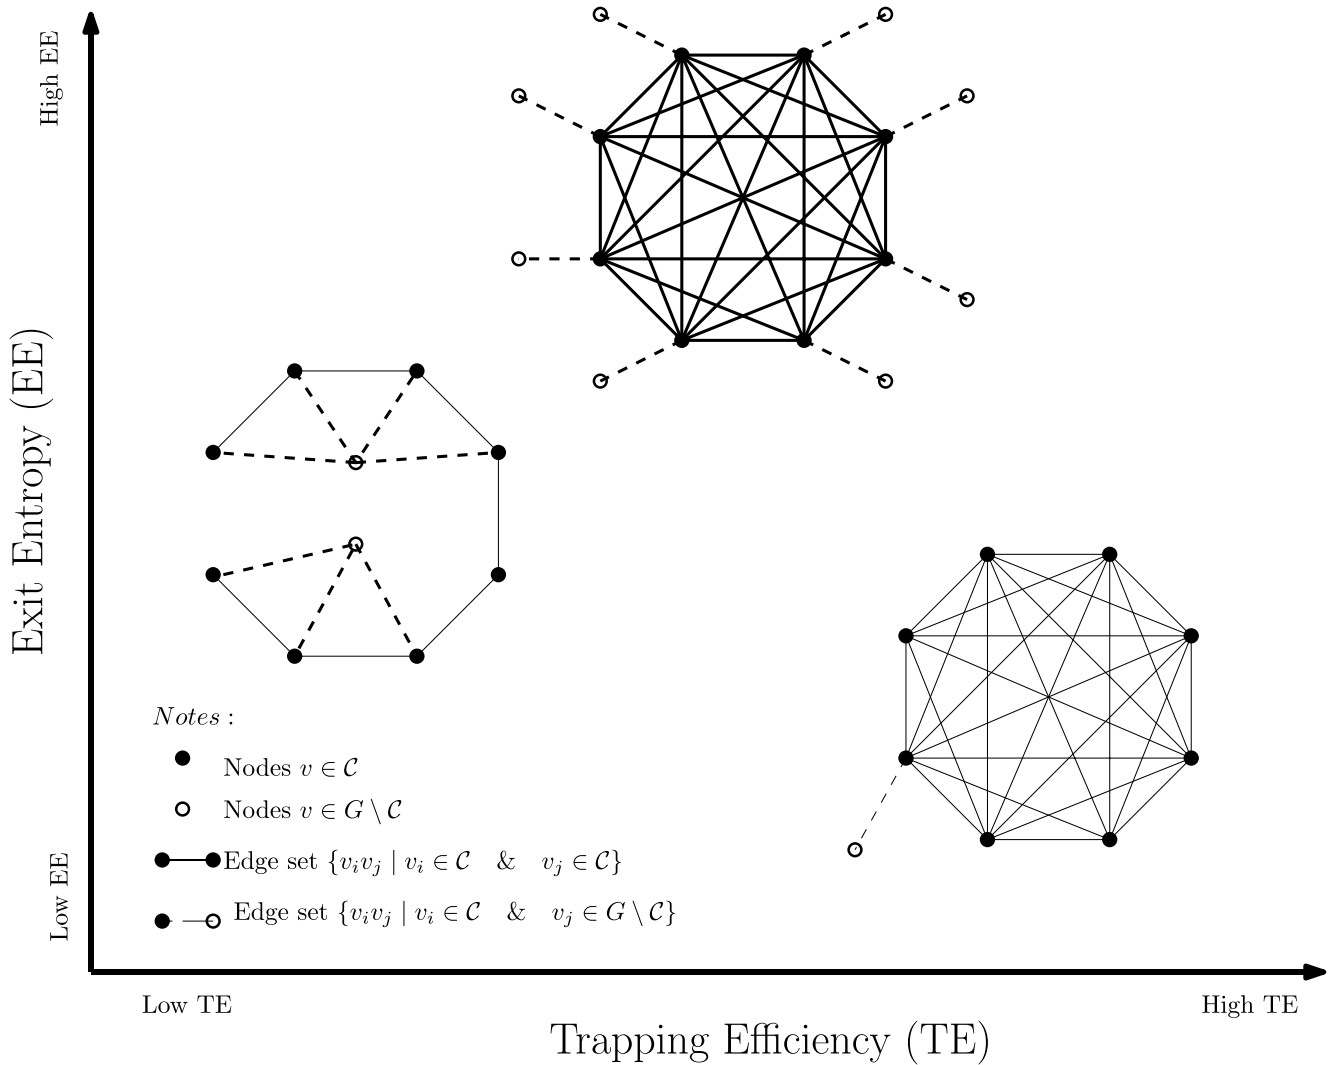 High EE
Exit Entropy (EE)
Notes :
Nodes v ∈ 𝒞
Nodes v ∈ G \ 𝒞
Edge set {v_i v_j | v_i ∈ 𝒞 & v_j ∈ 𝒞}
Edge set {v_i v_j | v_i ∈ 𝒞 & v_j ∈ G \ 𝒞}
Low EE
Low TE
High TE
Trapping Efficiency (TE)